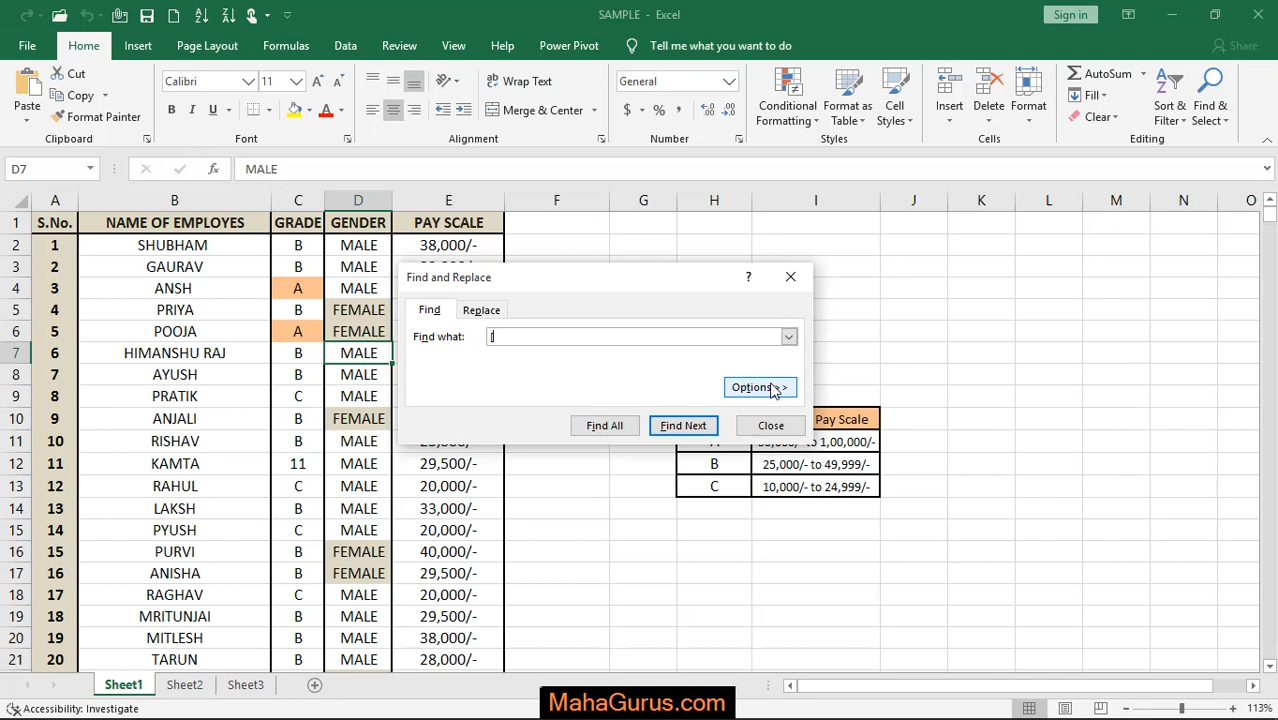 SAMPLE - Excel
Sign in
File Home Insert Page Layout Formulas Data Review View Help Power Pivot Tell me what you want to do Share
Paste
Cut
Copy
Format Painter
Clipboard
Calibri 11
B I U A
Font
Wrap Text
Merge & Center
Alignment
General
$ % ,
Number
Conditional Formatting
Format as Table
Cell Styles
Styles
Insert
Delete
Format
Cells
AutoSum
Fill
Clear
Sort & Filter
Find & Select
Editing
D7 fx MALE
A B C D E F G H I J K L M N O
1 S.No. NAME OF EMPLOYES GRADE GENDER PAY SCALE
2 1 SHUBHAM B MALE 38,000/-
3 2 GAURAV B MALE
4 3 ANSH A MALE
5 4 PRIYA B FEMALE
6 5 POOJA A FEMALE
7 6 HIMANSHU RAJ B MALE
8 7 AYUSH B MALE
9 8 PRATIK C MALE
10 9 ANJALI B FEMALE
11 10 RISHAV B MALE
12 11 KAMTA 11 MALE 29,500/-
13 12 RAHUL C MALE 20,000/-
14 13 LAKSH B MALE 33,000/-
15 14 PYUSH C MALE 20,000/-
16 15 PURVI B FEMALE 40,000/-
17 16 ANISHA B FEMALE 29,500/-
18 17 RAGHAV C MALE 20,000/-
19 18 MRITUNJAI B MALE 29,500/-
20 19 MITLESH B MALE 38,000/-
21 20 TARUN B MALE 28,000/-
Find and Replace ?
Find Replace
Find what: [
Options >>
Find All Find Next Close
Pay Scale
to 1,00,000/-
B 25,000/- to 49,999/-
C 10,000/- to 24,999/-
Sheet1 Sheet2 Sheet3
Accessibility: Investigate
MahaGurus.com
113%